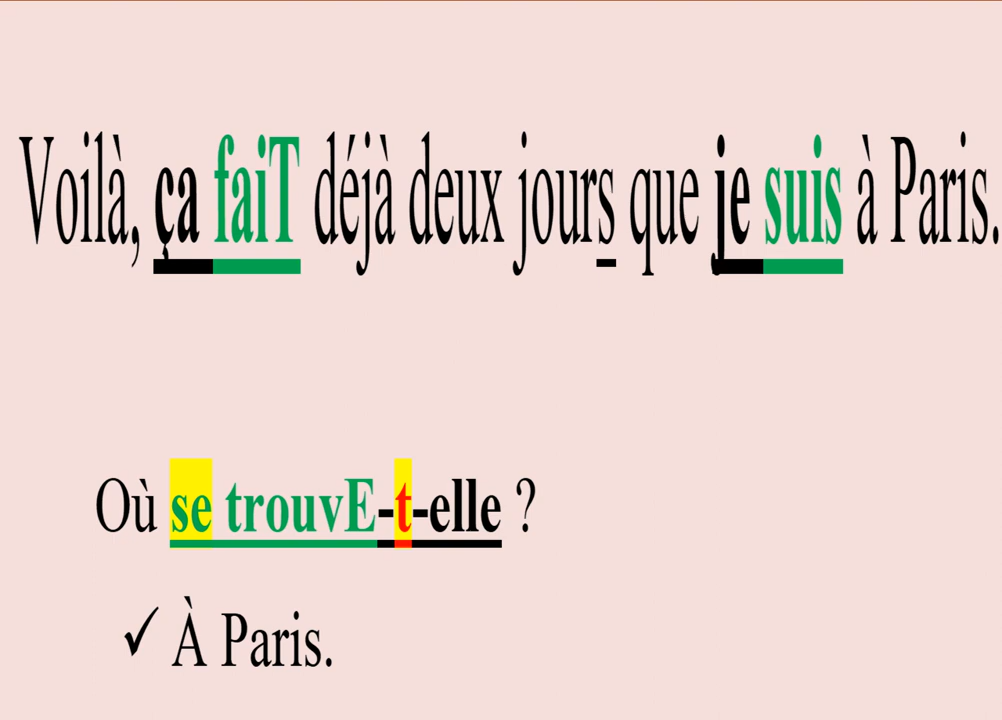 Voilà, ça faiT déjà deux jours que je suis à Paris.
Où se trouvE-t-elle ?
✓ À Paris.